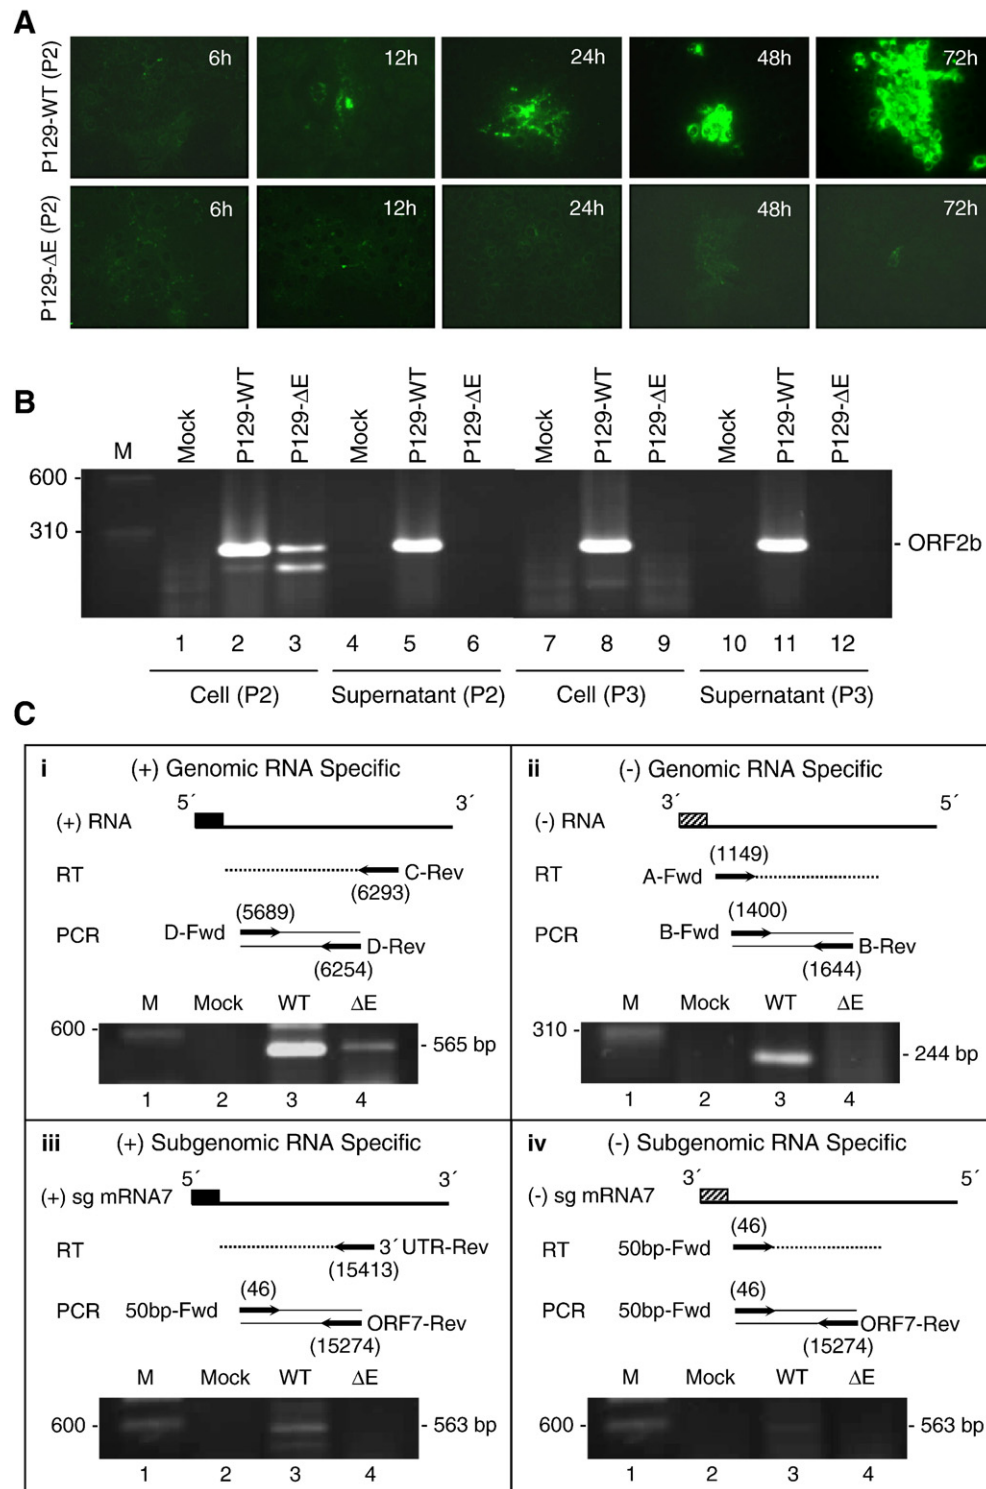 A
P129-WT (P2)
6h
12h
24h
48h
72h
P129-ΔE (P2)
6h
12h
24h
48h
72h
B
M
Mock
P129-WT
P129-ΔE
Mock
P129-WT
P129-ΔE
Mock
P129-WT
P129-ΔE
Mock
P129-WT
P129-ΔE
600 -
310 -
- ORF2b
1 2 3 4 5 6 7 8 9 10 11 12
Cell (P2) Supernatant (P2) Cell (P3) Supernatant (P3)
C
i (+) Genomic RNA Specific
5´ 3´
(+) RNA
RT C-Rev
(6293)
(5689)
PCR D-Fwd
D-Rev
(6254)
M Mock WT ΔE
600 -
- 565 bp
1 2 3 4
ii (-) Genomic RNA Specific
3´ 5´
(-) RNA
(1149)
RT A-Fwd
(1400)
PCR B-Fwd
B-Rev
(1644)
M Mock WT ΔE
310 -
- 244 bp
1 2 3 4
iii (+) Subgenomic RNA Specific
5´ 3´
(+) sg mRNA7
RT 3´UTR-Rev
(15413)
(46)
PCR 50bp-Fwd
ORF7-Rev
(15274)
M Mock WT ΔE
600 - - 563 bp
1 2 3 4
iv (-) Subgenomic RNA Specific
3´ 5´
(-) sg mRNA7
(46)
RT 50bp-Fwd
(46)
PCR 50bp-Fwd
ORF7-Rev
(15274)
M Mock WT ΔE
600 - - 563 bp
1 2 3 4